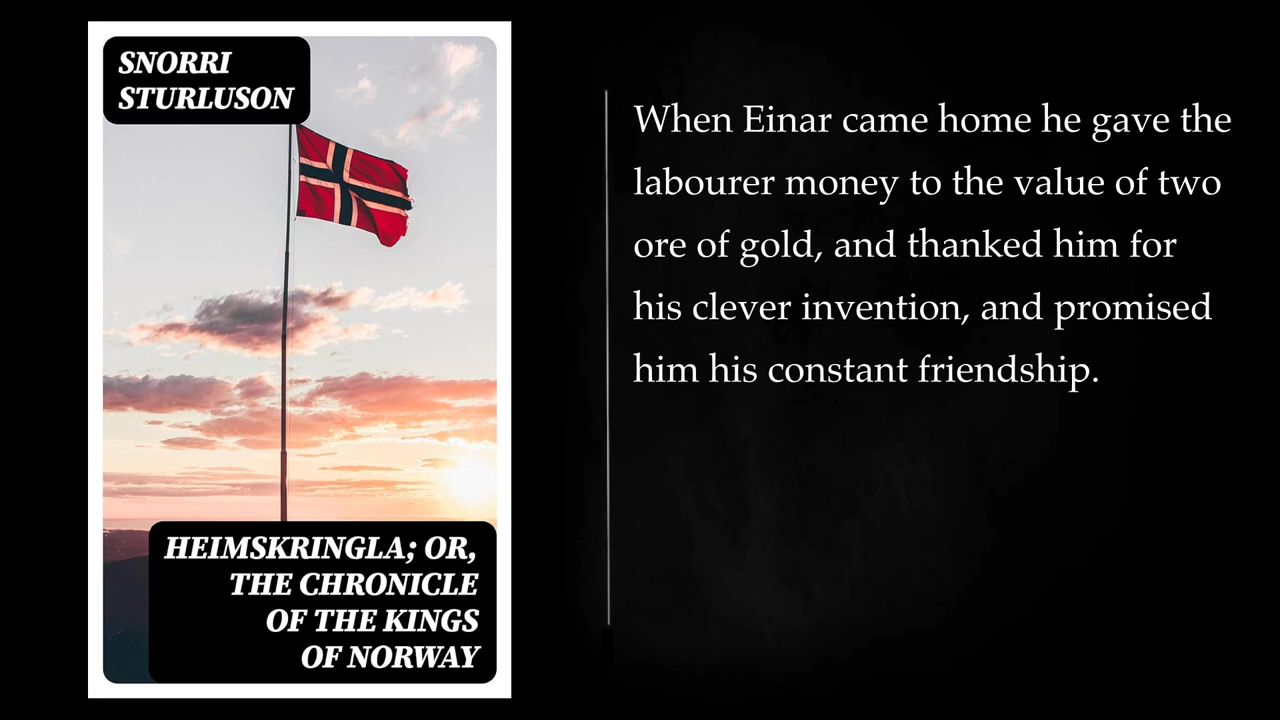 SNORRI
STURLUSON
HEIMSKRINGLA; OR,
THE CHRONICLE
OF THE KINGS
OF NORWAY
When Einar came home he gave the
labourer money to the value of two
ore of gold, and thanked him for
his clever invention, and promised
him his constant friendship.